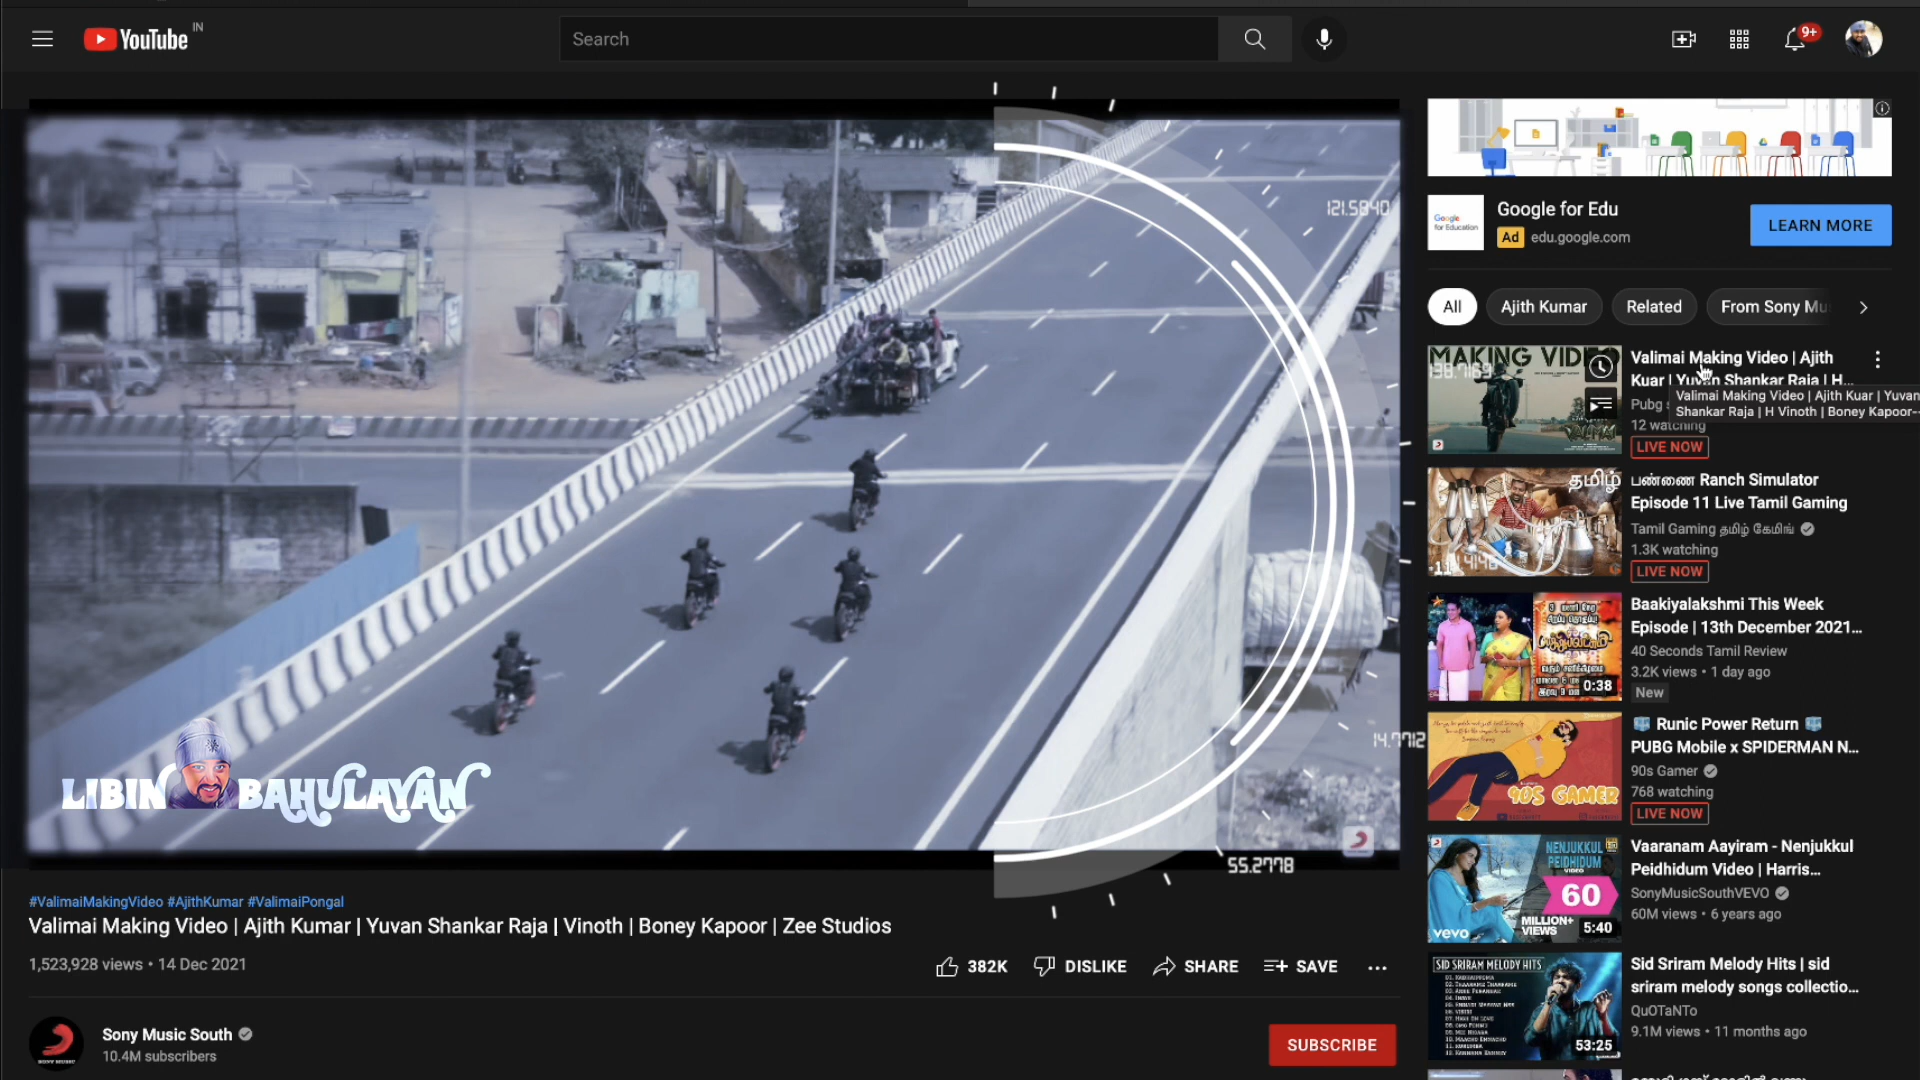 YouTube IN
Search
9+
121.5840
LIBIN BAHULAYAN
14.7712
55.2778
#ValimaiMakingVideo #AjithKumar #ValimaiPongal
Valimai Making Video | Ajith Kumar | Yuvan Shankar Raja | Vinoth | Boney Kapoor | Zee Studios
1,523,928 views • 14 Dec 2021
382K
DISLIKE
SHARE
SAVE
Sony Music South
10.4M subscribers
SUBSCRIBE
Google for Education
Google for Edu
Ad edu.google.com
LEARN MORE
All
Ajith Kumar
Related
From Sony Mu
MAKING VIDEO
138.7169
Valimai Making Video | Ajith
Kuar | Yuvan Shankar Raja | H...
Pubg
Valimai Making Video | Ajith Kuar | Yuvan
Shankar Raja | H Vinoth | Boney Kapoor--
12 watching
LIVE NOW
தமிழ்
பண்ணை Ranch Simulator
Episode 11 Live Tamil Gaming
Tamil Gaming தமிழ் கேமிங்
1.3K watching
LIVE NOW
0:38
Baakiyalakshmi This Week
Episode | 13th December 2021...
40 Seconds Tamil Review
3.2K views • 1 day ago
New
90S GAMER
Runic Power Return
PUBG Mobile x SPIDERMAN N...
90s Gamer
768 watching
LIVE NOW
NENJUKKUL
PEIDHIDUM
VIDEO
60
MILLION+
VIEWS
vevo
5:40
Vaaranam Aayiram - Nenjukkul
Peidhidum Video | Harris...
SonyMusicSouthVEVO
60M views • 6 years ago
SID SRIRAM MELODY HITS
53:25
Sid Sriram Melody Hits | sid
sriram melody songs collectio...
QuOTaNTo
9.1M views • 11 months ago